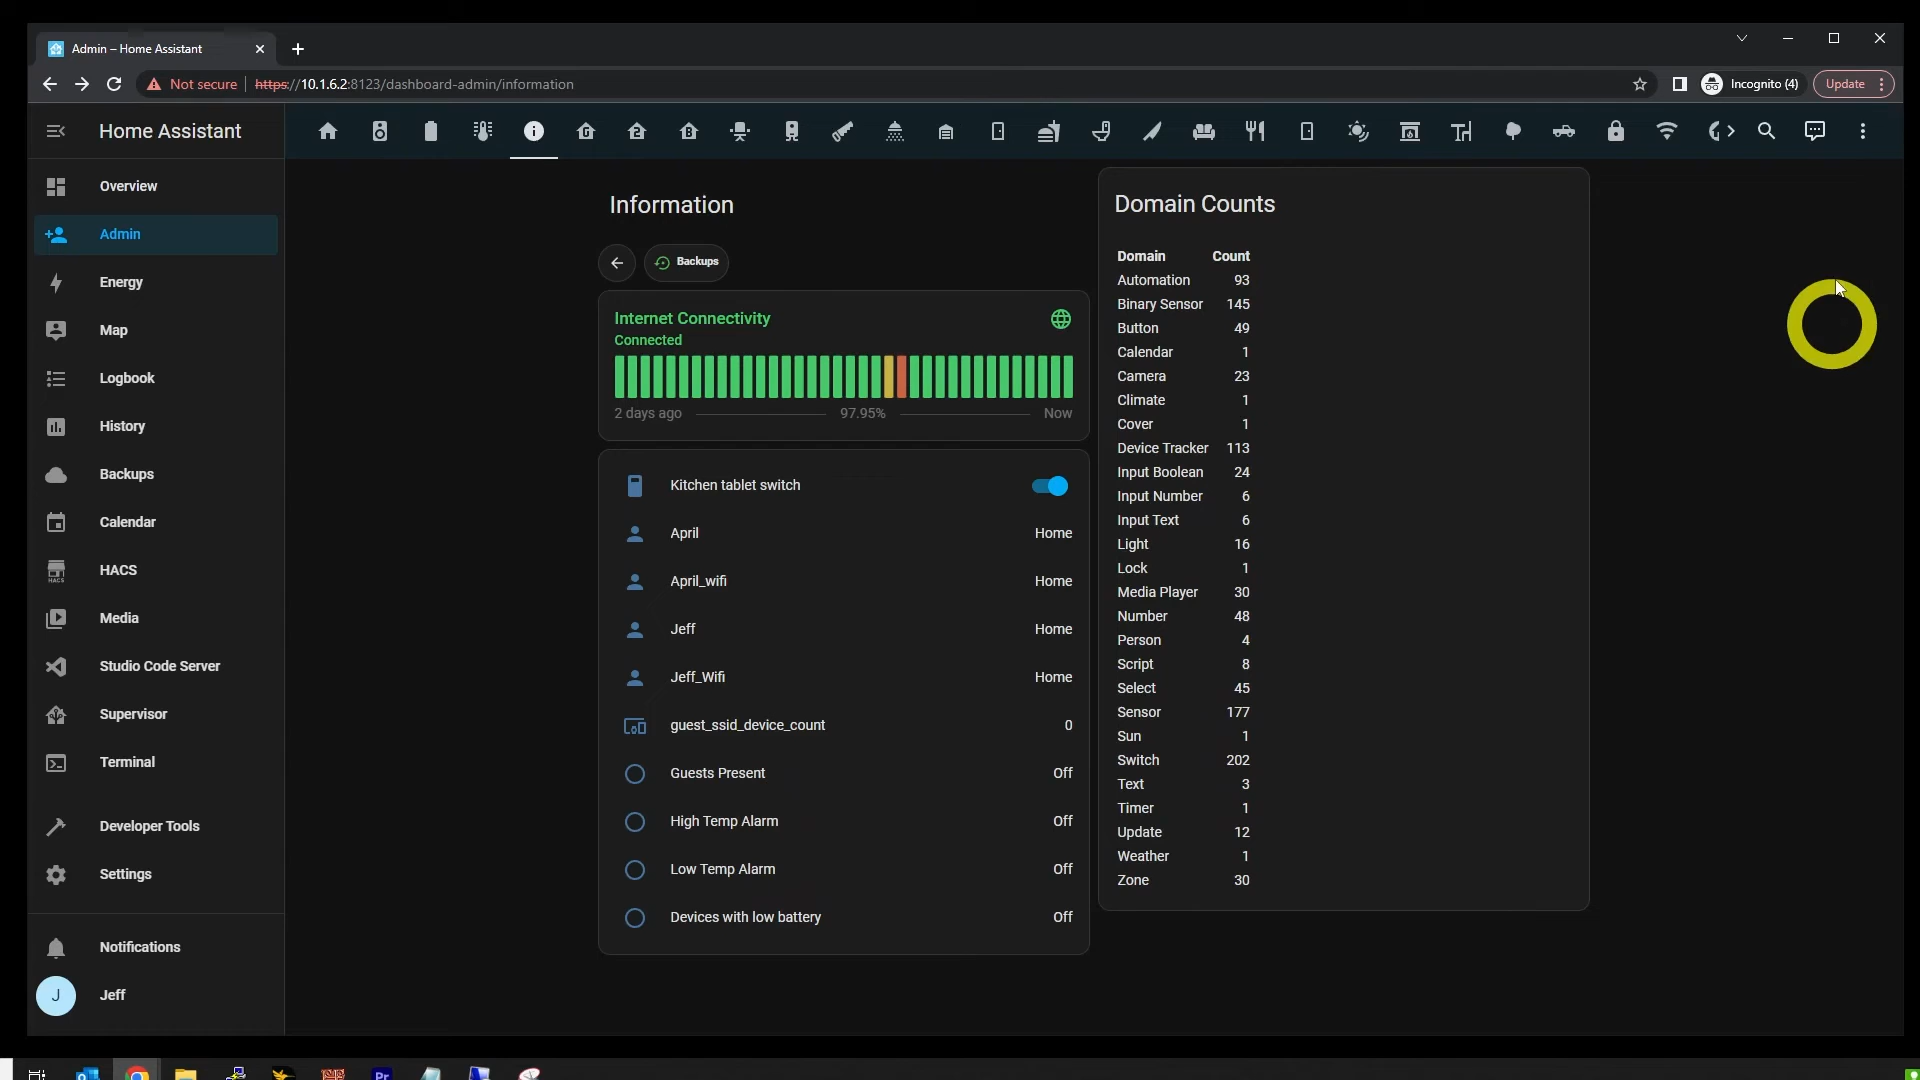 Admin – Home Assistant
Not secure https://10.1.6.2:8123/dashboard-admin/information Incognito (4) Update
Home Assistant
Overview
Admin
Energy
Map
Logbook
History
Backups
Calendar
HACS
HACS
Media
Studio Code Server
Supervisor
Terminal
Developer Tools
Settings
Notifications
J Jeff
Information
Backups
Internet Connectivity
Connected
2 days ago 97.95% Now
Kitchen tablet switch
April Home
April_wifi Home
Jeff Home
Jeff_Wifi Home
guest_ssid_device_count 0
Guests Present Off
High Temp Alarm Off
Low Temp Alarm Off
Devices with low battery Off
Domain Counts
Domain Count
Automation 93
Binary Sensor 145
Button 49
Calendar 1
Camera 23
Climate 1
Cover 1
Device Tracker 113
Input Boolean 24
Input Number 6
Input Text 6
Light 16
Lock 1
Media Player 30
Number 48
Person 4
Script 8
Select 45
Sensor 177
Sun 1
Switch 202
Text 3
Timer 1
Update 12
Weather 1
Zone 30
Pr